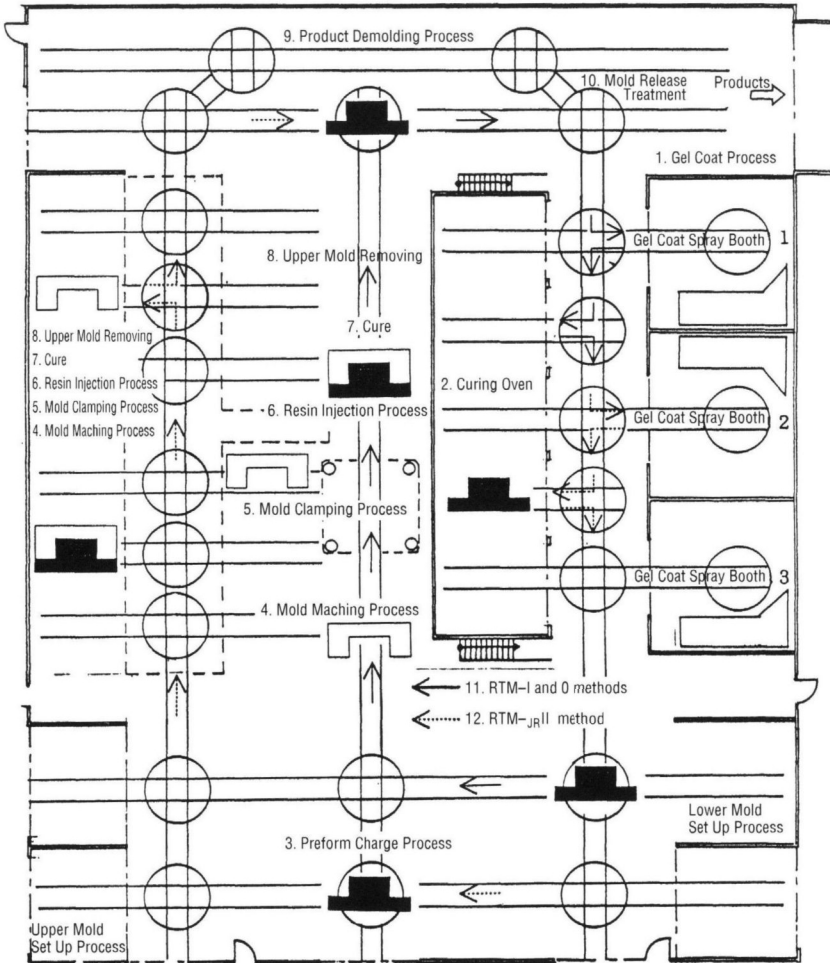 9. Product Demolding Process
10. Mold Release
Treatment
Products
1. Gel Coat Process
Gel Coat Spray Booth 1
8. Upper Mold Removing
8. Upper Mold Removing
7. Cure
6. Resin Injection Process
5. Mold Clamping Process
4. Mold Maching Process
7. Cure
2. Curing Oven
6. Resin Injection Process
Gel Coat Spray Booth 2
5. Mold Clamping Process
Gel Coat Spray Booth 3
4. Mold Maching Process
11. RTM–I and 0 methods
12. RTM–JRII method
Lower Mold
Set Up Process
3. Preform Charge Process
Upper Mold
Set Up Process